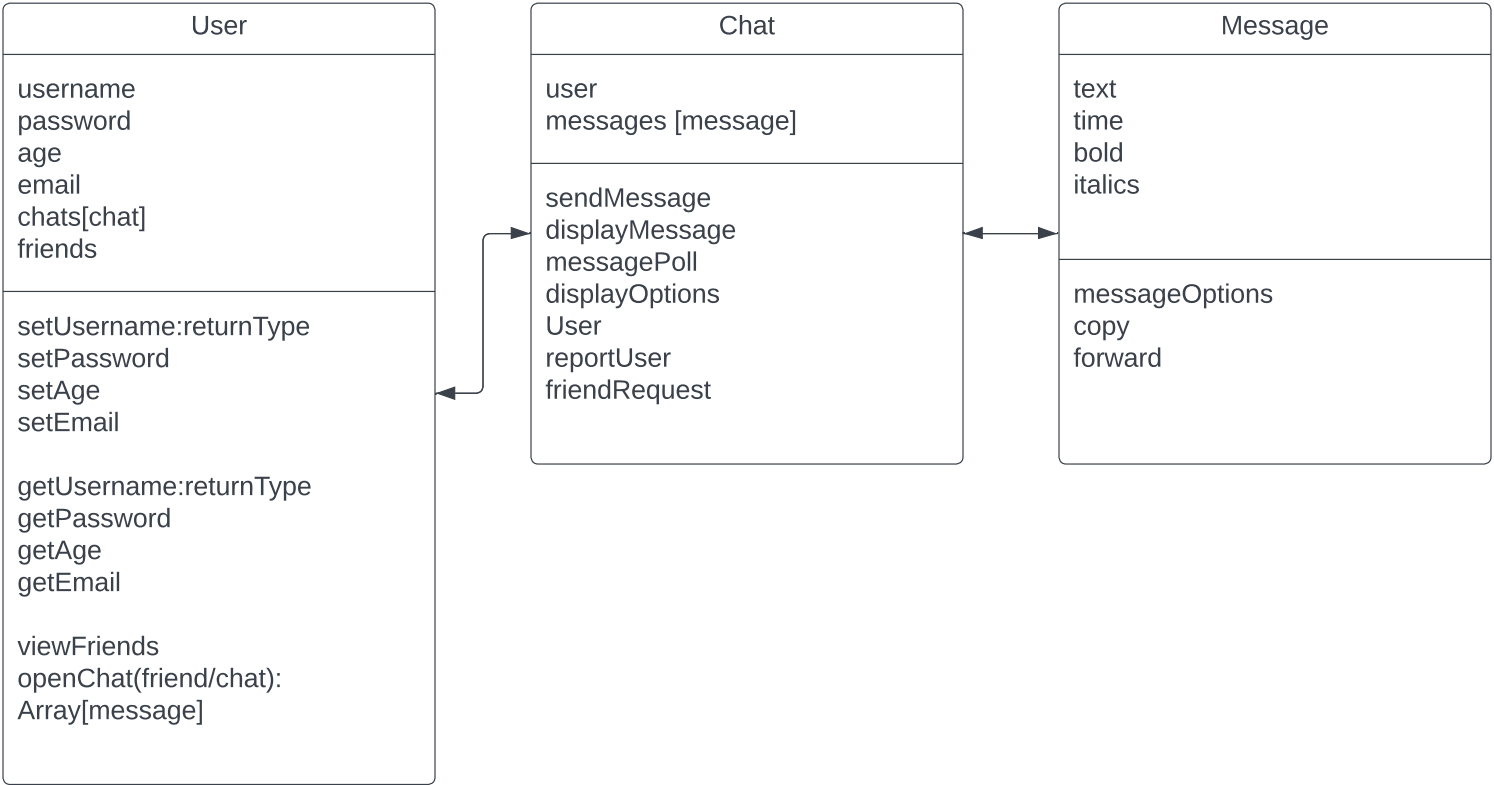 User
username
password
age
email
chats[chat]
friends
setUsername:returnType
setPassword
setAge
setEmail
getUsername:returnType
getPassword
getAge
getEmail
viewFriends
openChat(friend/chat):
Array[message]
Chat
user
messages [message]
sendMessage
displayMessage
messagePoll
displayOptions
User
reportUser
friendRequest
Message
text
time
bold
italics
messageOptions
copy
forward